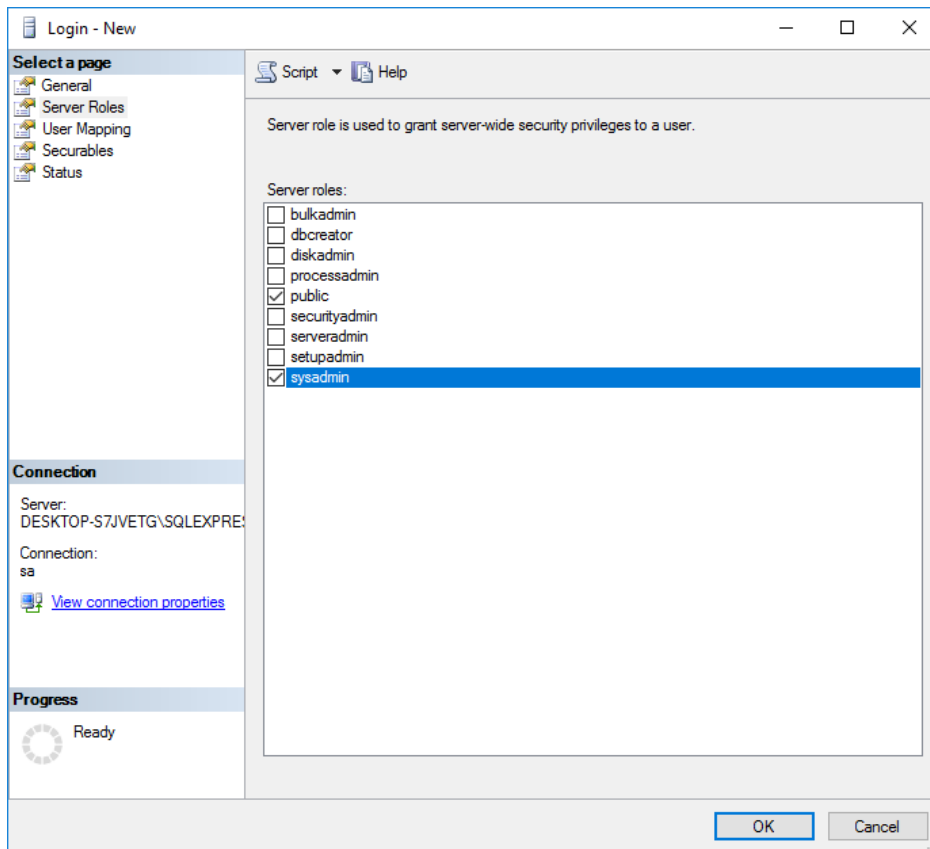 Login - New
Select a page
General
Server Roles
User Mapping
Securables
Status
Script
Help
Server role is used to grant server-wide security privileges to a user.
Server roles:
bulkadmin
dbcreator
diskadmin
processadmin
public
securityadmin
serveradmin
setupadmin
sysadmin
Connection
Server:
DESKTOP-S7JVETG\SQLEXPRES
Connection:
sa
View connection properties
Progress
Ready
OK
Cancel